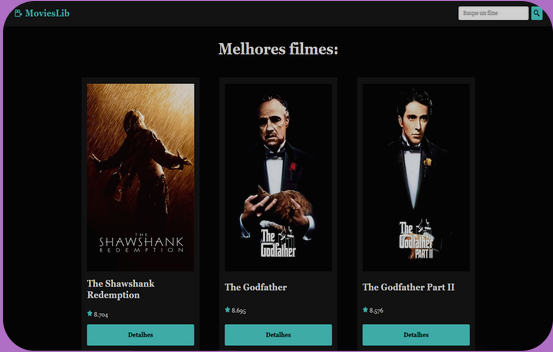 MoviesLib
Busque um filme
Melhores filmes:
THE
SHAWSHANK
REDEMPTION
The
Godfather
The
Godfather
PART II
The Shawshank
Redemption
The Godfather
The Godfather Part II
8.704
8.695
8.576
Detalhes
Detalhes
Detalhes